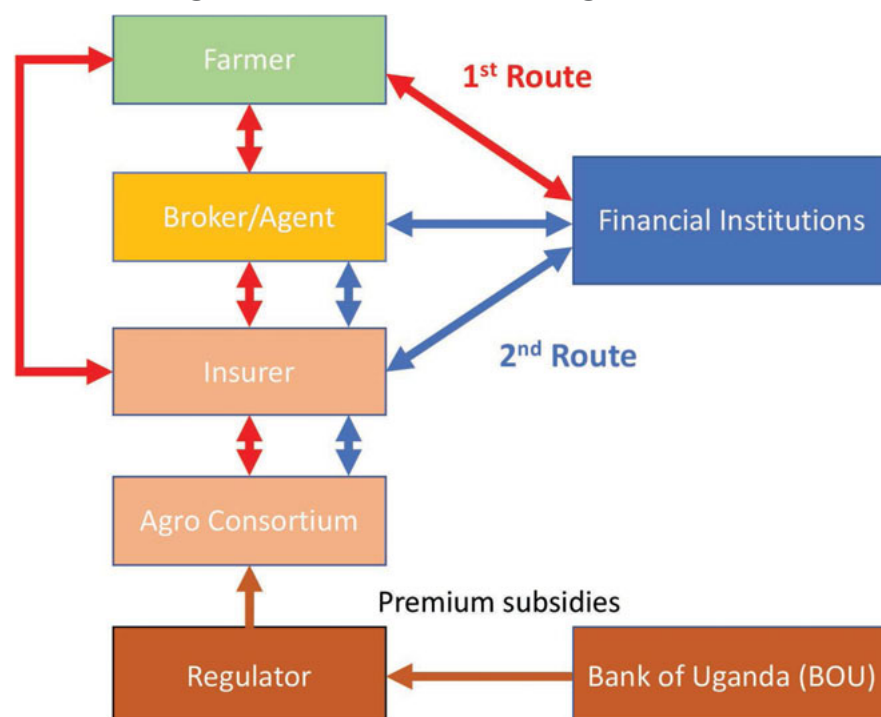 Farmer
1st Route
Broker/Agent
Financial Institutions
Insurer
2nd Route
Agro Consortium
Premium subsidies
Regulator
Bank of Uganda (BOU)